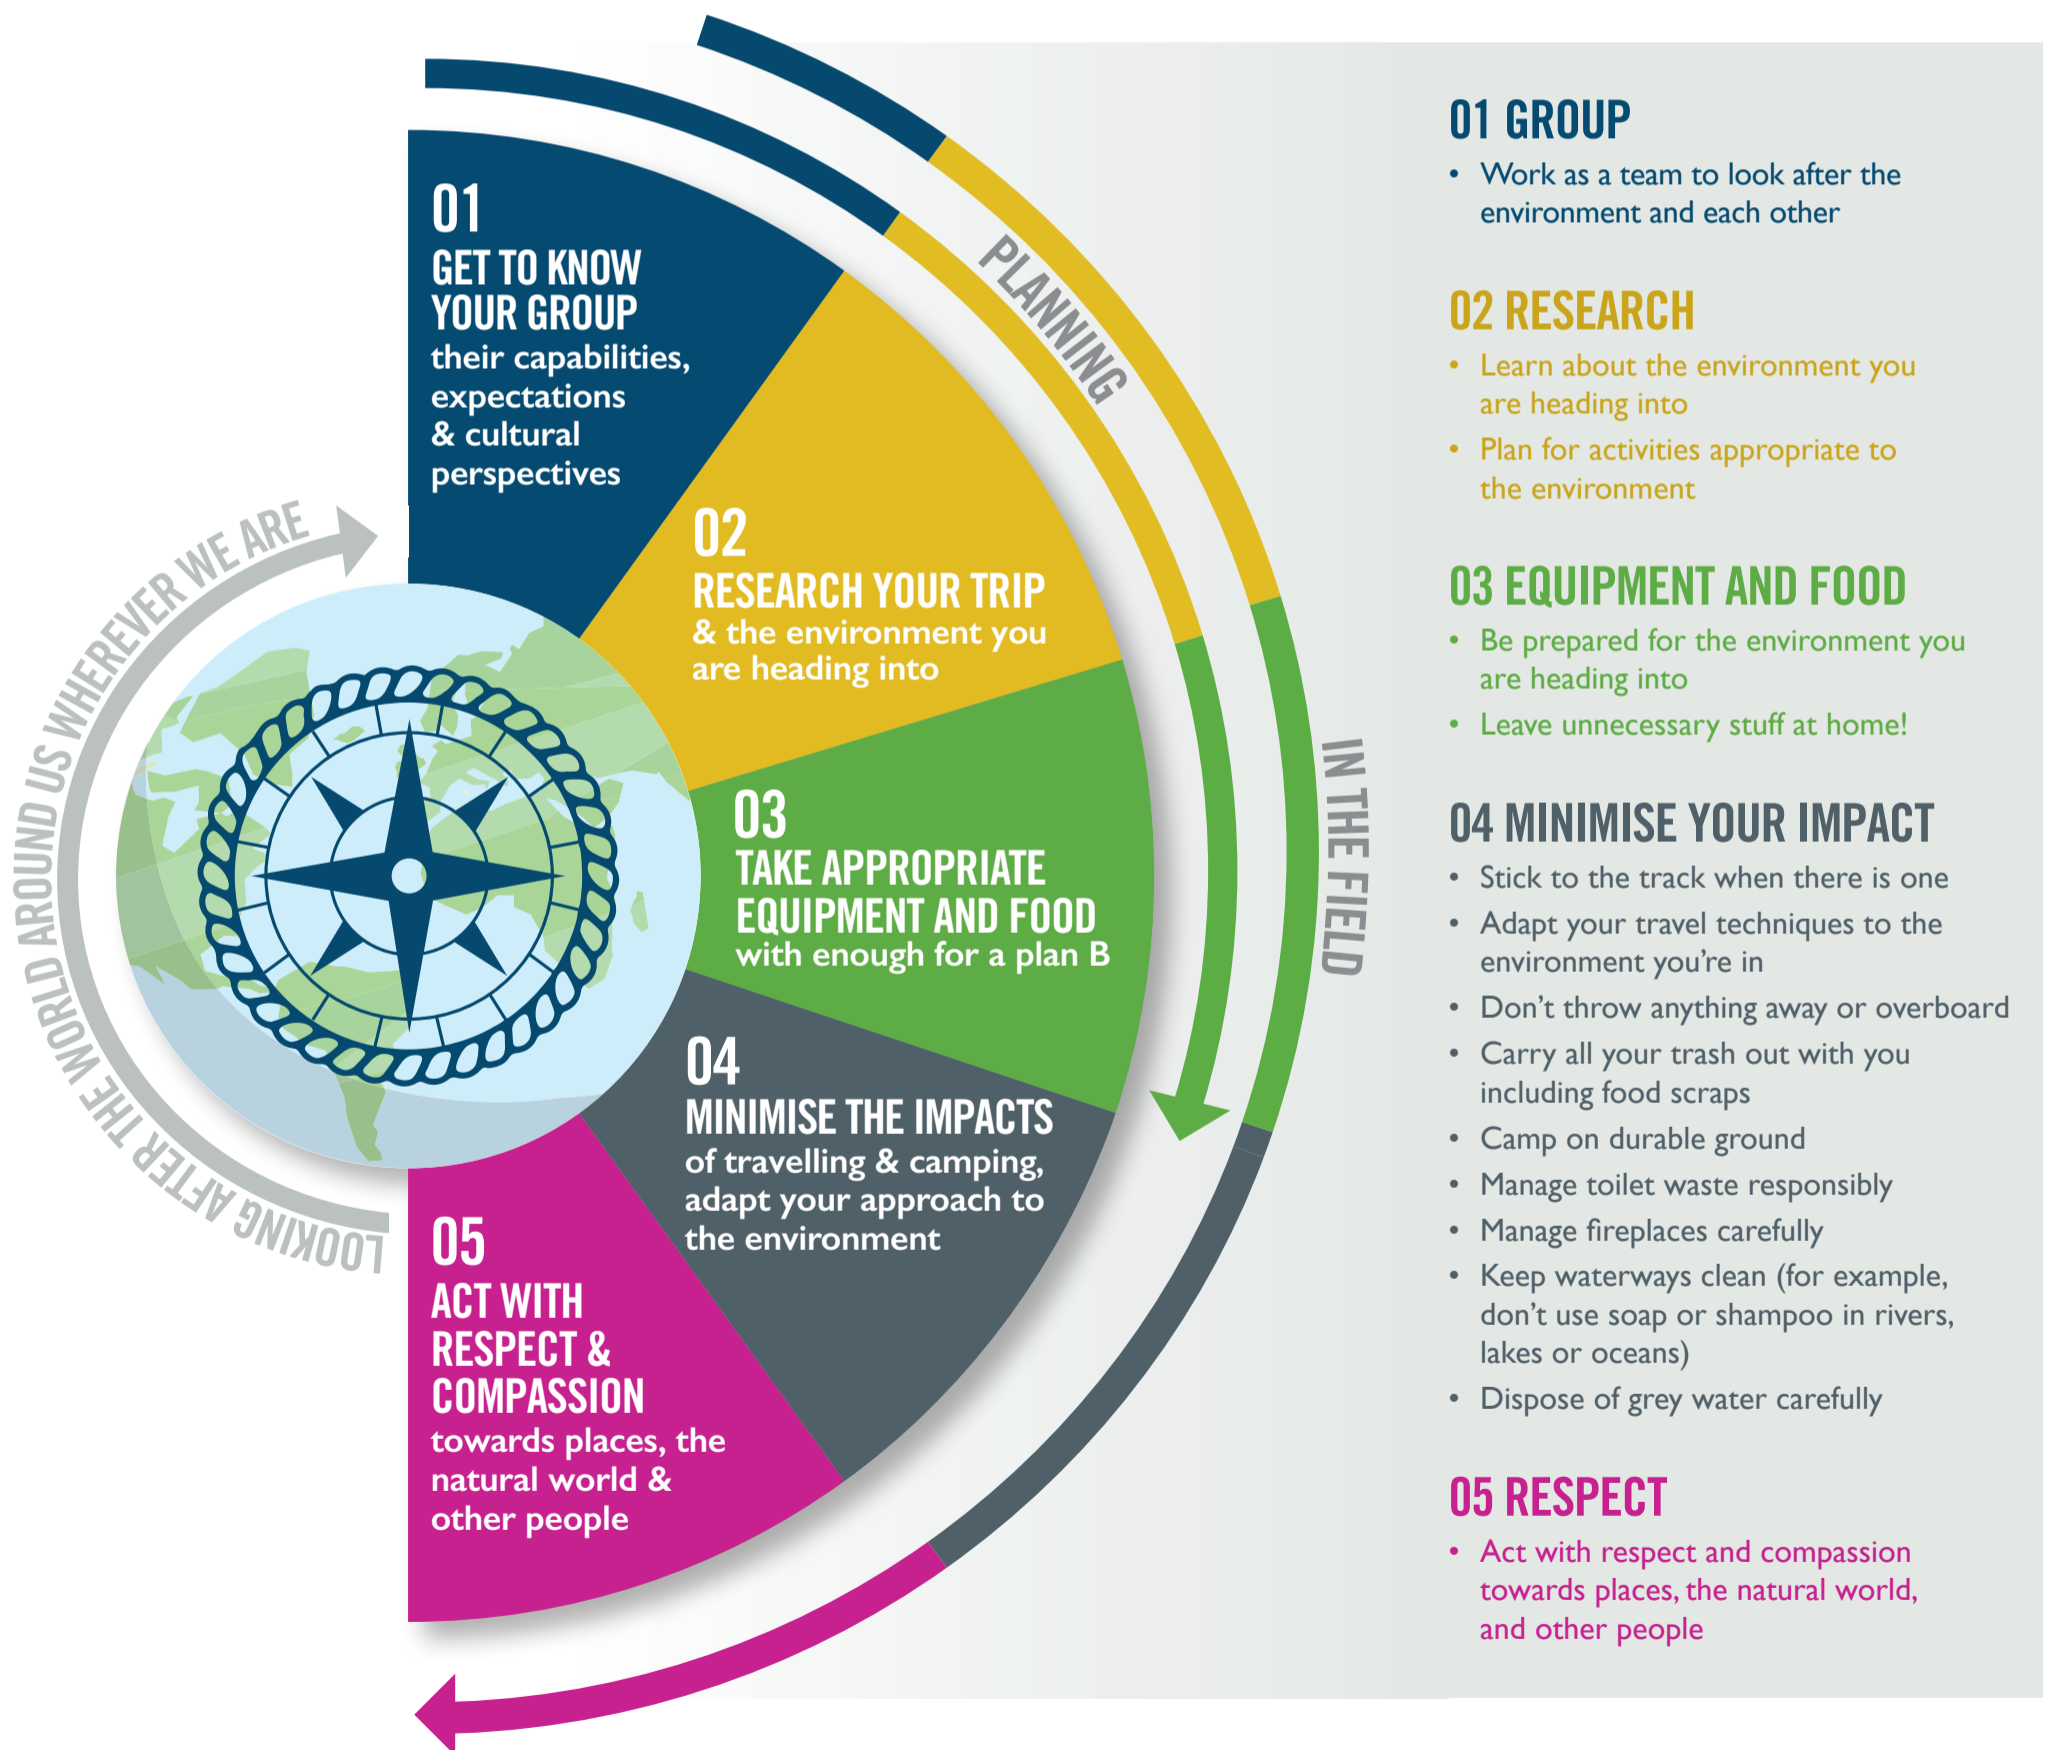 01
GET TO KNOW
YOUR GROUP
their capabilities,
expectations
& cultural
perspectives
02
RESEARCH YOUR TRIP
& the environment you
are heading into
03
TAKE APPROPRIATE
EQUIPMENT AND FOOD
with enough for a plan B
04
MINIMISE THE IMPACTS
of travelling & camping,
adapt your approach to
the environment
05
ACT WITH
RESPECT &
COMPASSION
towards places, the
natural world &
other people
LOOKING AFTER THE WORLD AROUND US WHEREVER WE ARE
PLANNING
IN THE FIELD
01 GROUP
• Work as a team to look after the
environment and each other
02 RESEARCH
• Learn about the environment you
are heading into
• Plan for activities appropriate to
the environment
03 EQUIPMENT AND FOOD
• Be prepared for the environment you
are heading into
• Leave unnecessary stuff at home!
04 MINIMISE YOUR IMPACT
• Stick to the track when there is one
• Adapt your travel techniques to the
environment you're in
• Don't throw anything away or overboard
• Carry all your trash out with you
including food scraps
• Camp on durable ground
• Manage toilet waste responsibly
• Manage fireplaces carefully
• Keep waterways clean (for example,
don't use soap or shampoo in rivers,
lakes or oceans)
• Dispose of grey water carefully
05 RESPECT
• Act with respect and compassion
towards places, the natural world,
and other people